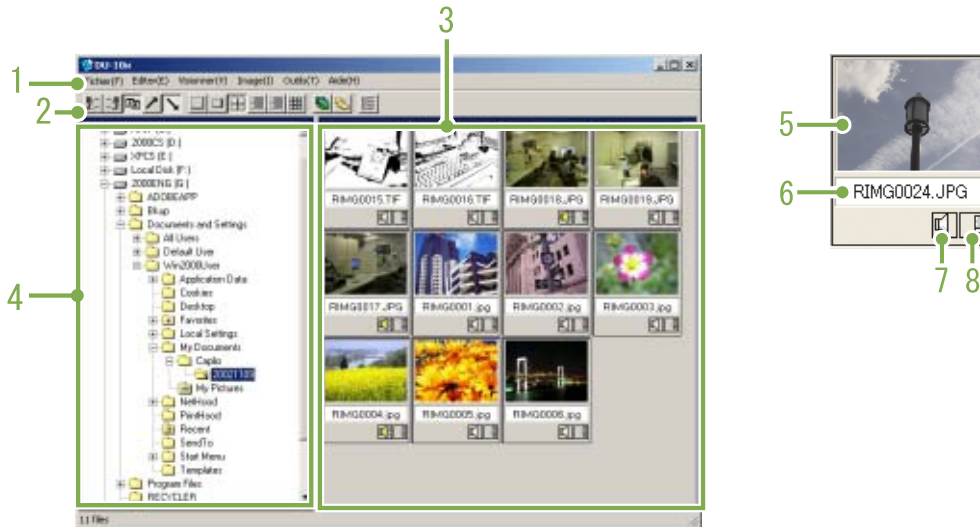 3
DU-10x
1
Fichier(F) Editer(E) Visionner(V) Image(I) Outils(T) Aide(H)
2
2000CS (D:)
XPCS (E:)
Local Disk (F:)
2000ENG (G:)
ADOBEAPP
Bkup
Documents and Settings
All Users
Default User
Win2000User
Application Data
Cookies
Desktop
Favorites
Local Settings
My Documents
Caplio
20021109
My Pictures
NetHood
PrintHood
Recent
SendTo
Start Menu
Templates
Program Files
RECYCLER
4
RIMG0015.TIF RIMG0016.TIF RIMG0018.JPG RIMG0019.JPG
RIMG0017.JPG RIMG0001.jpg RIMG0002.jpg RIMG0003.jpg
RIMG0004.jpg RIMG0005.jpg RIMG0006.jpg
11 files
5
6
RIMG0024.JPG
7 8